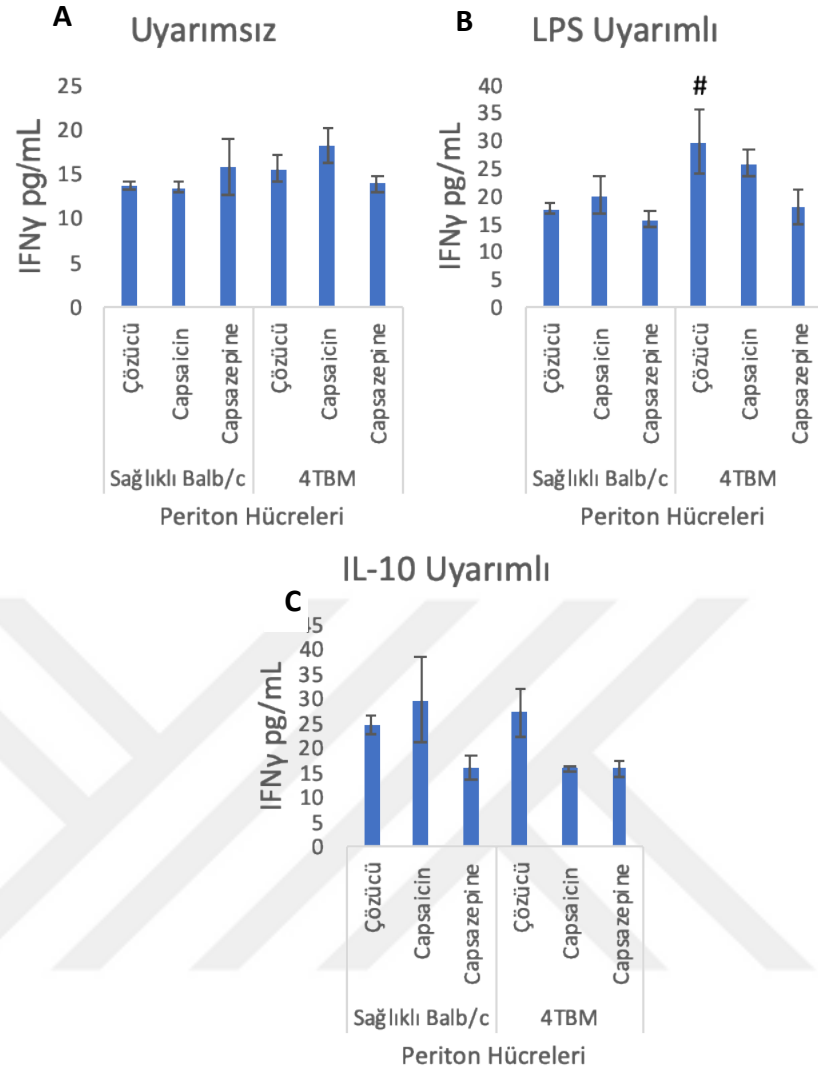 A
Uyarımsız
IFNγ pg/mL
25
20
15
10
5
0
Çözücü
Capsaicin
Capsazepine
Çözücü
Capsaicin
Capsazepine
Sağlıklı Balb/c
4TBM
Periton Hücreleri
B
LPS Uyarımlı
IFNγ pg/mL
40
35
30
25
20
15
10
5
0
#
Çözücü
Capsaicin
Capsazepine
Çözücü
Capsaicin
Capsazepine
Sağlıklı Balb/c
4TBM
Periton Hücreleri
IL-10 Uyarımlı
C
IFNγ pg/mL
45
40
35
30
25
20
15
10
5
0
Çözücü
Capsaicin
Capsazepine
Çözücü
Capsaicin
Capsazepine
Sağlıklı Balb/c
4TBM
Periton Hücreleri